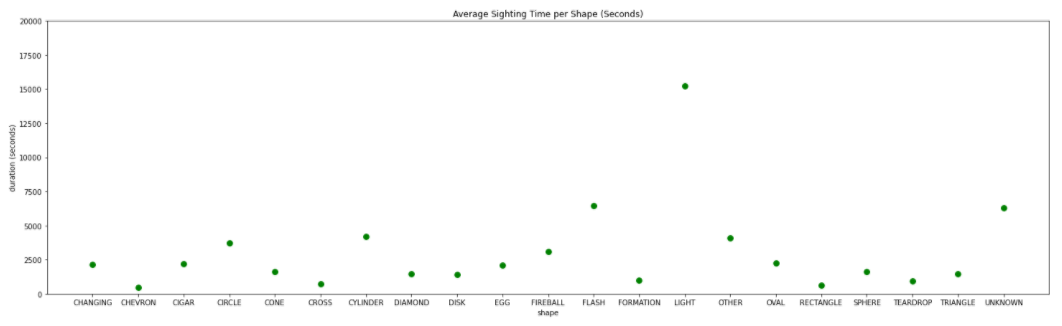 Average Sighting Time per Shape (Seconds)
20000
17500
15000
12500
10000
7500
5000
2500
0
duration (seconds)
CHANGING CHEVRON CIGAR CIRCLE CONE CROSS CYLINDER DIAMOND DISK EGG FIREBALL FLASH FORMATION LIGHT OTHER OVAL RECTANGLE SPHERE TEARDROP TRIANGLE UNKNOWN
shape